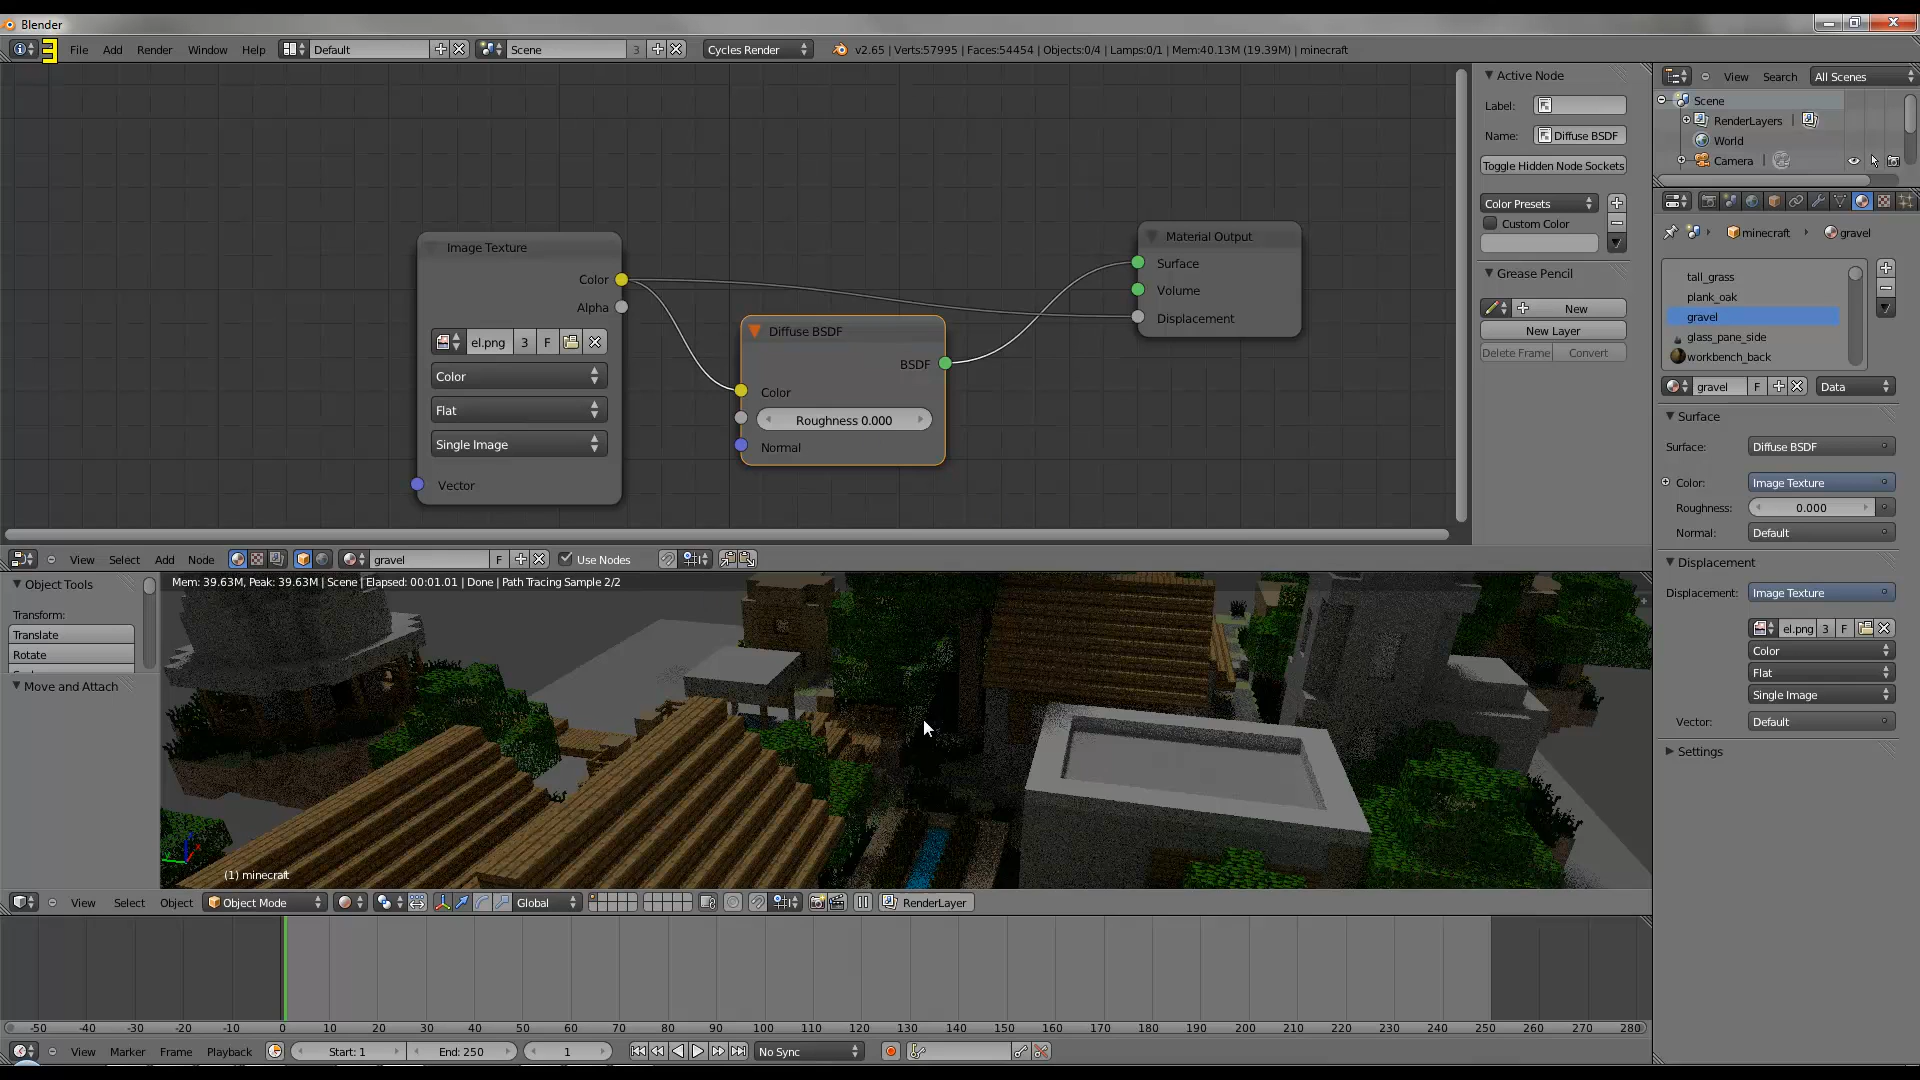 Blender
File Add Render Window Help Default Scene 3 Cycles Render v2.65 | Verts:57995 | Faces:54454 | Objects:0/4 | Lamps:0/1 | Mem:40.13M (19.39M) | minecraft
Image Texture
Color
Alpha
el.png 3 F
Color
Flat
Single Image
Vector
Diffuse BSDF
BSDF
Color
Roughness 0.000
Normal
Material Output
Surface
Volume
Displacement
Active Node
Label:
Name: Diffuse BSDF
Toggle Hidden Node Sockets
Color Presets
Custom Color
Grease Pencil
New
New Layer
Delete Frame Convert
View Search All Scenes
Scene
RenderLayers |
World
Camera |
minecraft gravel
tall_grass
plank_oak
gravel
glass_pane_side
workbench_back
gravel F Data
Surface
Surface: Diffuse BSDF
Color: Image Texture
Roughness: 0.000
Normal: Default
Displacement
Displacement: Image Texture
el.png 3 F
Color
Flat
Single Image
Vector: Default
Settings
View Select Add Node gravel F Use Nodes
Object Tools
Transform:
Translate
Rotate
Move and Attach
Mem: 39.63M, Peak: 39.63M | Scene | Elapsed: 00:01.01 | Done | Path Tracing Sample 2/2
(1) minecraft
View Select Object Object Mode Global RenderLayer
-50 -40 -30 -20 -10 0 10 20 30 40 50 60 70 80 90 100 110 120 130 140 150 160 170 180 190 200 210 220 230 240 250 260 270 280
View Marker Frame Playback Start: 1 End: 250 1 No Sync